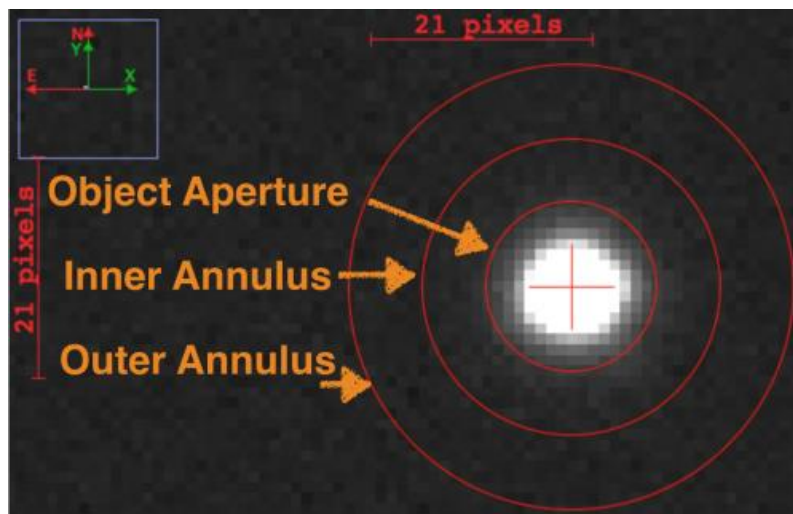 21 pixels
N
Y
E
X
Object Aperture
21 pixels
Inner Annulus
Outer Annulus